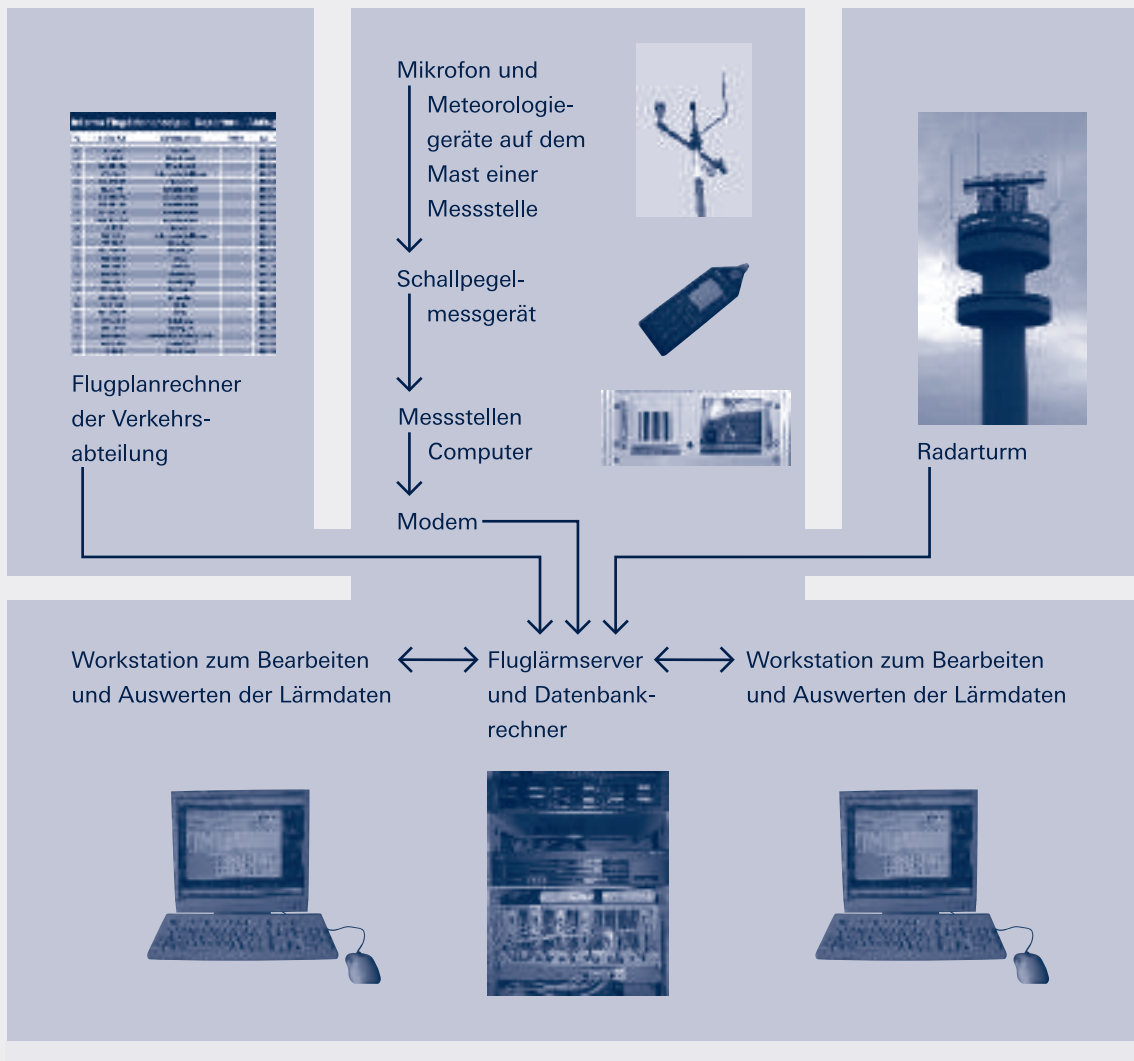 Mikrofon und
Meteorologie-
geräte auf dem
Mast einer
Messstelle
Schallpegel-
messgerät
Messstellen
Computer
Modem
Flugplanrechner
der Verkehrs-
abteilung
Radarturm
Workstation zum Bearbeiten
und Auswerten der Lärmdaten
Fluglärmserver
und Datenbank-
rechner
Workstation zum Bearbeiten
und Auswerten der Lärmdaten